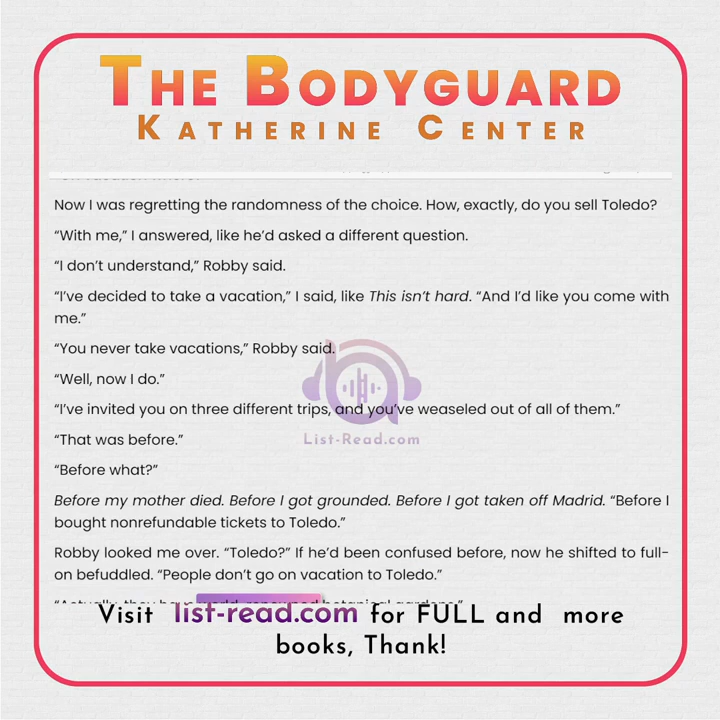 THE BODYGUARD
KATHERINE CENTER
Now I was regretting the randomness of the choice. How, exactly, do you sell Toledo?
“With me,” I answered, like he’d asked a different question.
“I don’t understand,” Robby said.
“I’ve decided to take a vacation,” I said, like This isn’t hard. “And I’d like you come with
me.”
“You never take vacations,” Robby said.
“Well, now I do.”
“I’ve invited you on three different trips, and you’ve weaseled out of all of them.”
“That was before.”
“Before what?”
Before my mother died. Before I got grounded. Before I got taken off Madrid. “Before I
bought nonrefundable tickets to Toledo.”
Robby looked me over. “Toledo?” If he’d been confused before, now he shifted to full-
on befuddled. “People don’t go on vacation to Toledo.”
List-Read.com
Visit list-read.com for FULL and more
books, Thank!